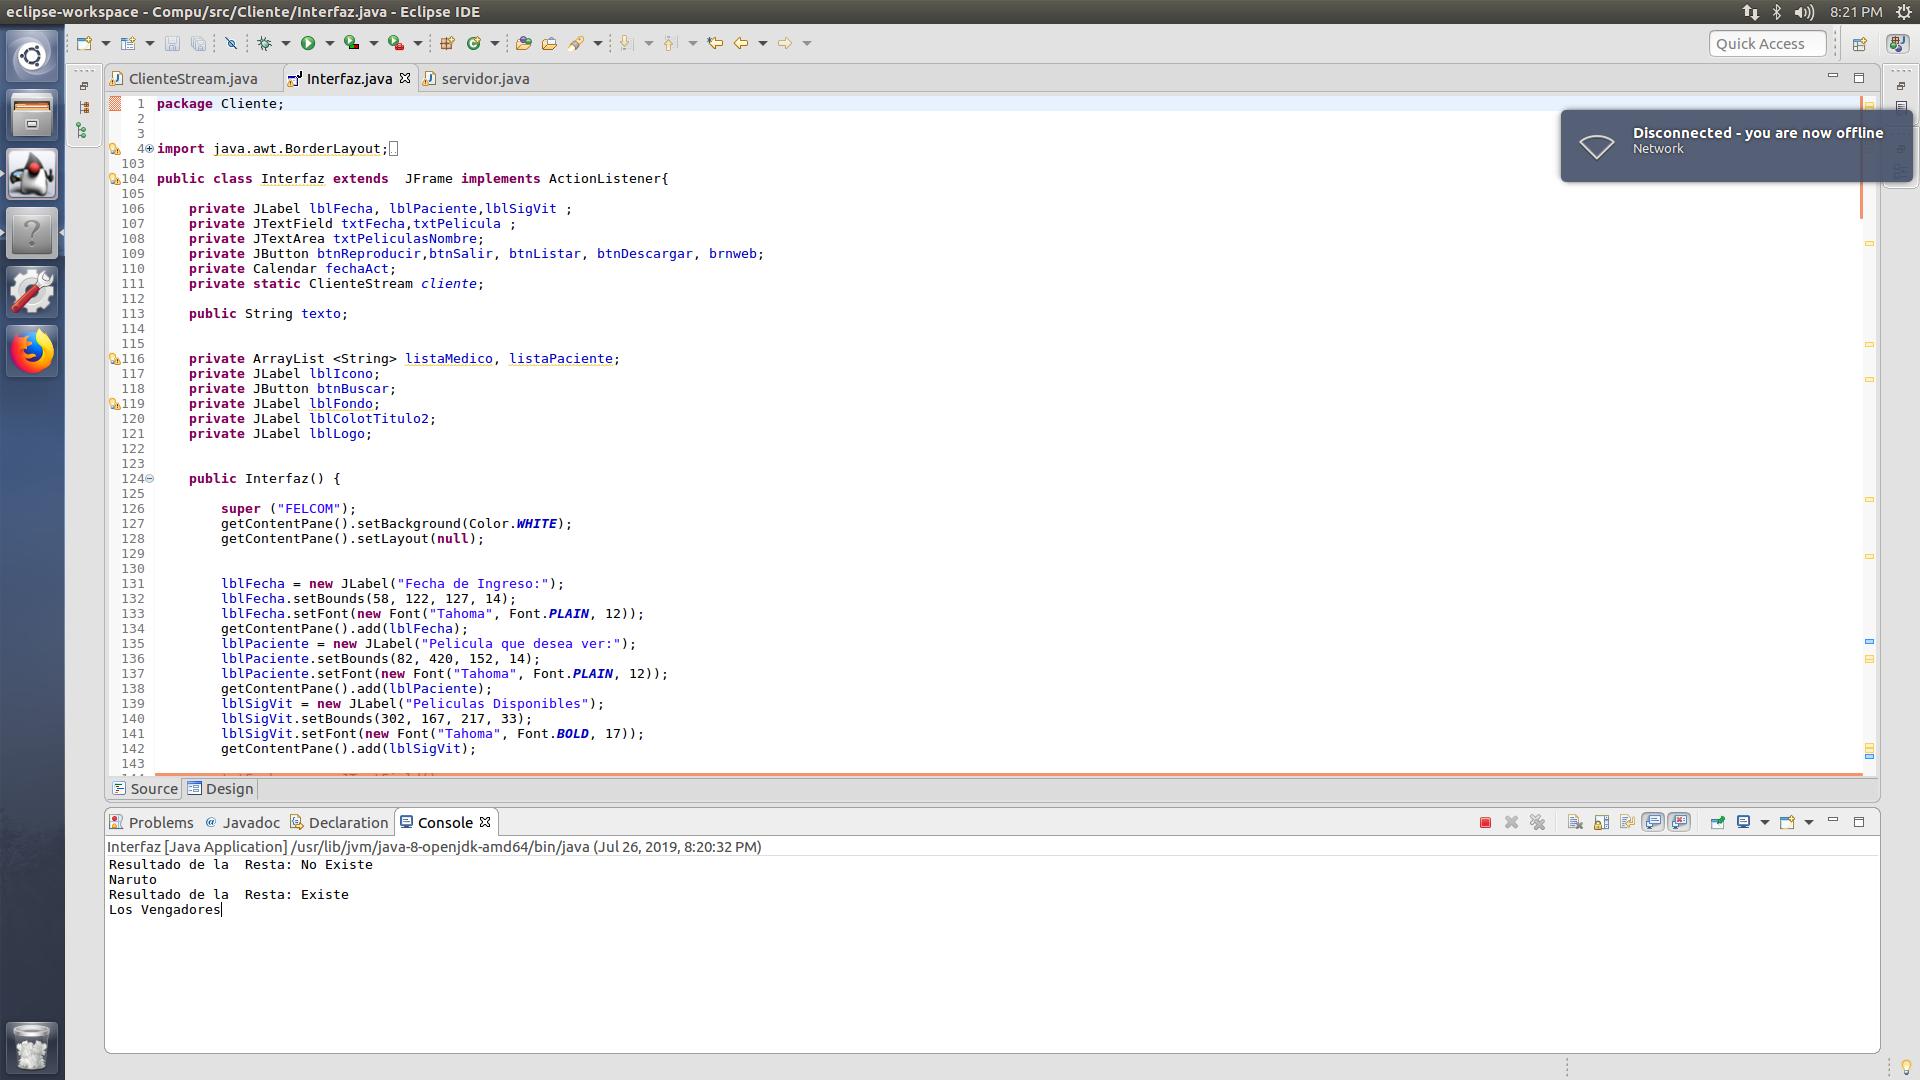 eclipse-workspace - Compu/src/Cliente/Interfaz.java - Eclipse IDE
8:21 PM
Quick Access
ClienteStream.java
Interfaz.java
servidor.java
Disconnected - you are now offline
Network
1 package Cliente;
2
3
4 import java.awt.BorderLayout;
103
104 public class Interfaz extends  JFrame implements ActionListener{
105
106     private JLabel lblFecha, lblPaciente,lblSigVit ;
107     private JTextField txtFecha,txtPelicula ;
108     private JTextArea txtPeliculasNombre;
109     private JButton btnReproducir,btnSalir, btnListar, btnDescargar, brnweb;
110     private Calendar fechaAct;
111     private static ClienteStream cliente;
112
113     public String texto;
114
115
116     private ArrayList <String> listaMedico, listaPaciente;
117     private JLabel lblIcono;
118     private JButton btnBuscar;
119     private JLabel lblFondo;
120     private JLabel lblColotTitulo2;
121     private JLabel lblLogo;
122
123
124     public Interfaz() {
125
126         super ("FELCOM");
127         getContentPane().setBackground(Color.WHITE);
128         getContentPane().setLayout(null);
129
130
131         lblFecha = new JLabel("Fecha de Ingreso:");
132         lblFecha.setBounds(58, 122, 127, 14);
133         lblFecha.setFont(new Font("Tahoma", Font.PLAIN, 12));
134         getContentPane().add(lblFecha);
135         lblPaciente = new JLabel("Pelicula que desea ver:");
136         lblPaciente.setBounds(82, 420, 152, 14);
137         lblPaciente.setFont(new Font("Tahoma", Font.PLAIN, 12));
138         getContentPane().add(lblPaciente);
139         lblSigVit = new JLabel("Peliculas Disponibles");
140         lblSigVit.setBounds(302, 167, 217, 33);
141         lblSigVit.setFont(new Font("Tahoma", Font.BOLD, 17));
142         getContentPane().add(lblSigVit);
143
Source
Design
Problems
Javadoc
Declaration
Console
Interfaz [Java Application] /usr/lib/jvm/java-8-openjdk-amd64/bin/java (Jul 26, 2019, 8:20:32 PM)
Resultado de la  Resta: No Existe
Naruto
Resultado de la  Resta: Existe
Los Vengadores